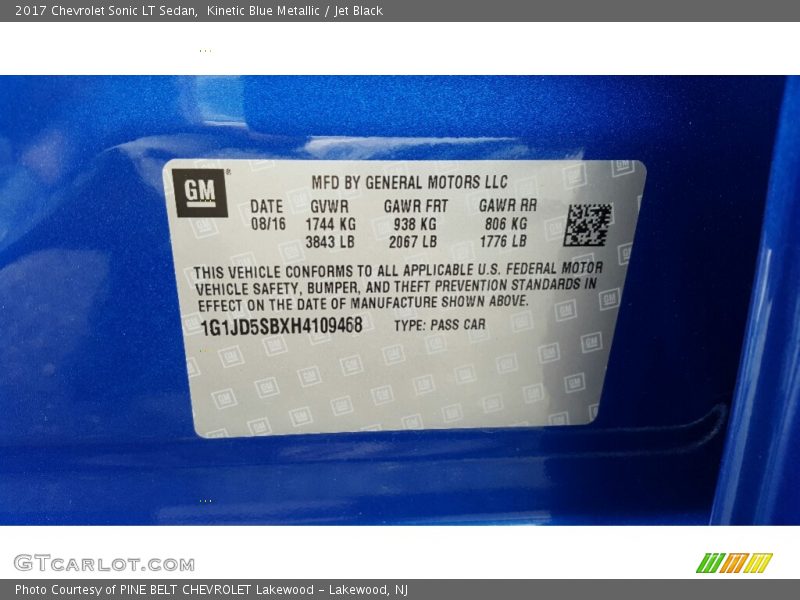 2017 Chevrolet Sonic LT Sedan,  Kinetic Blue Metallic / Jet Black
GM®
MFD BY GENERAL MOTORS LLC
DATE GVWR GAWR FRT GAWR RR
08/16 1744 KG 938 KG 806 KG
3843 LB 2067 LB 1776 LB
THIS VEHICLE CONFORMS TO ALL APPLICABLE U.S. FEDERAL MOTOR
VEHICLE SAFETY, BUMPER, AND THEFT PREVENTION STANDARDS IN
EFFECT ON THE DATE OF MANUFACTURE SHOWN ABOVE.
1G1JD5SBXH4109468 TYPE: PASS CAR
GTcarlot.com
Photo Courtesy of PINE BELT CHEVROLET Lakewood - Lakewood, NJ